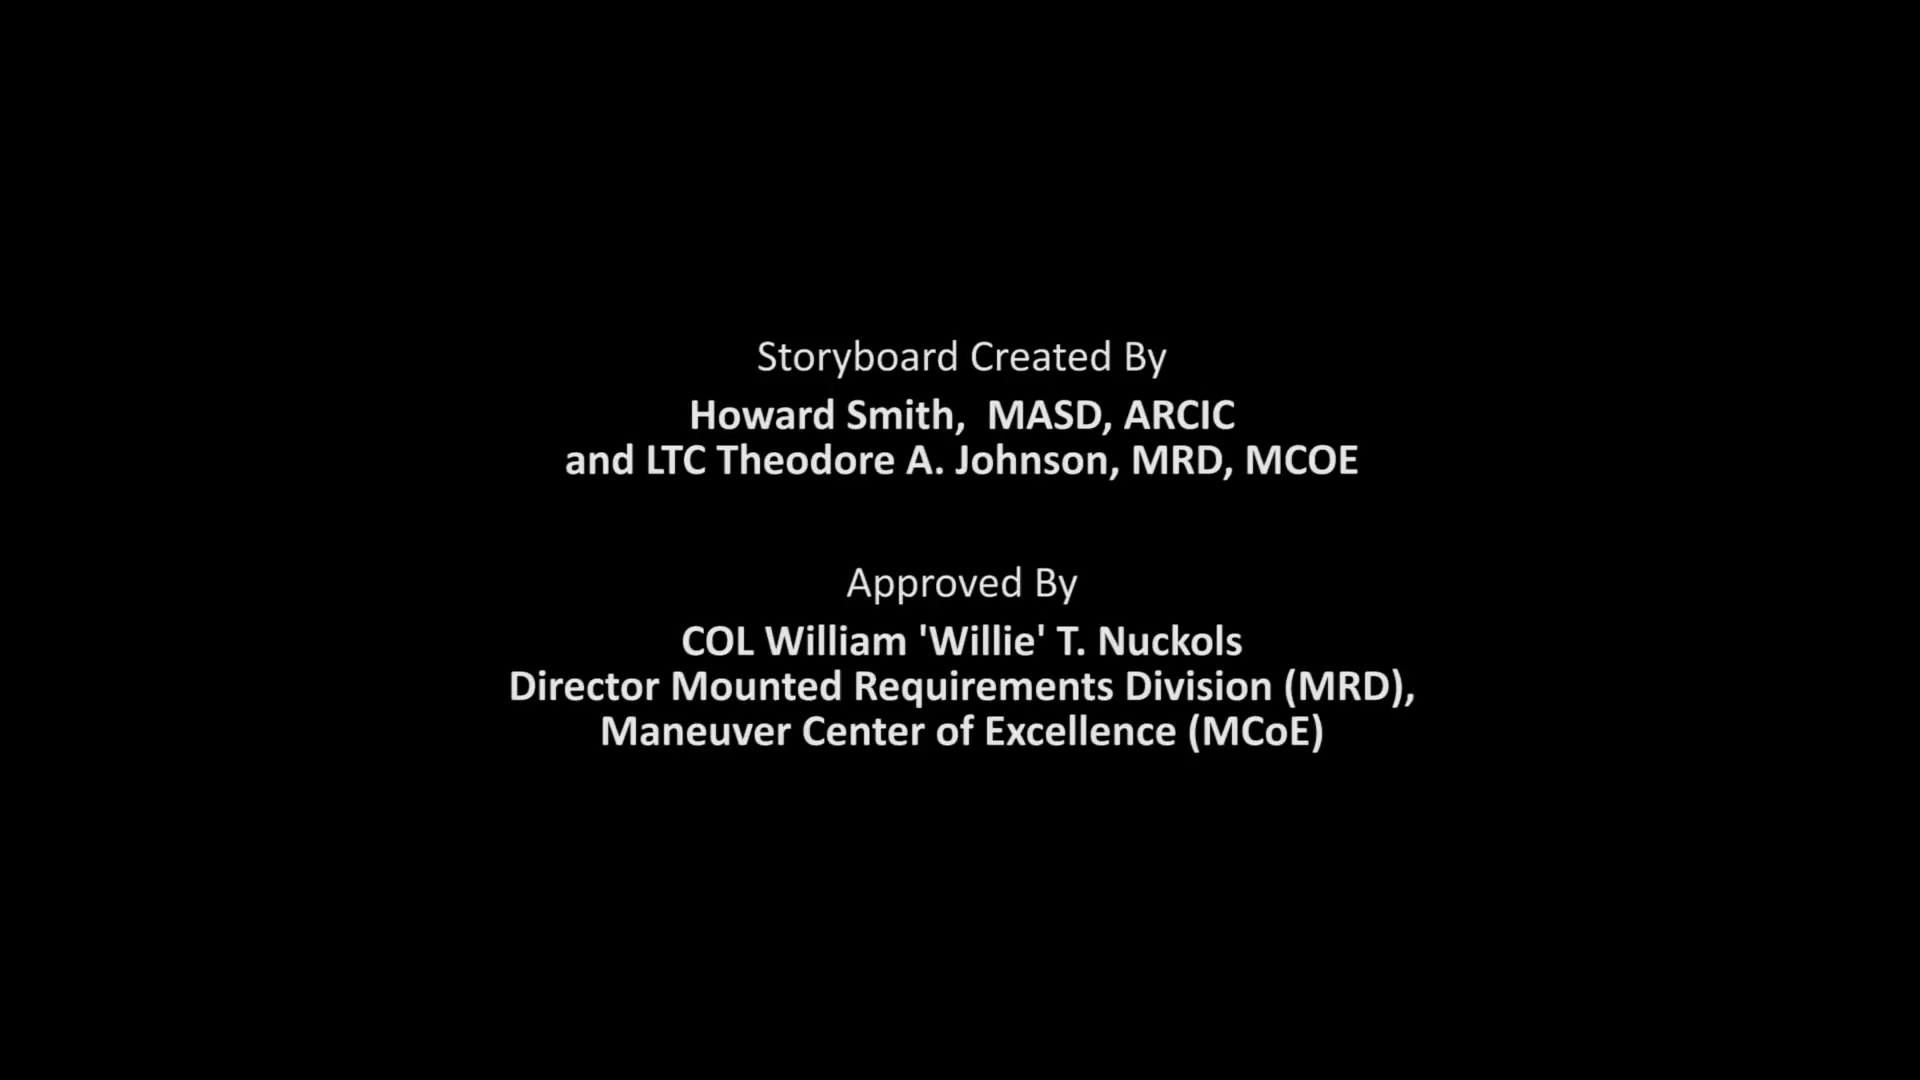 Storyboard Created By
Howard Smith,  MASD, ARCIC
and LTC Theodore A. Johnson, MRD, MCOE
Approved By
COL William 'Willie' T. Nuckols
Director Mounted Requirements Division (MRD),
Maneuver Center of Excellence (MCoE)